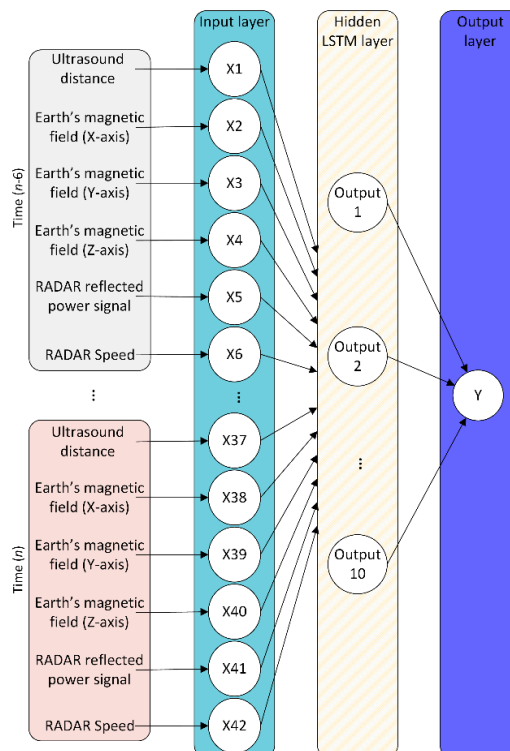 Input layer
Hidden
LSTM layer
Output
layer
Time (n-6)
Ultrasound
distance
X1
Earth's magnetic
field (X-axis)
X2
Earth's magnetic
field (Y-axis)
X3
Earth's magnetic
field (Z-axis)
X4
RADAR reflected
power signal
X5
RADAR Speed
X6
...
...
Time (n)
Ultrasound
distance
X37
Earth's magnetic
field (X-axis)
X38
Earth's magnetic
field (Y-axis)
X39
Earth's magnetic
field (Z-axis)
X40
RADAR reflected
power signal
X41
RADAR Speed
X42
Output
1
Output
2
...
Output
10
Y